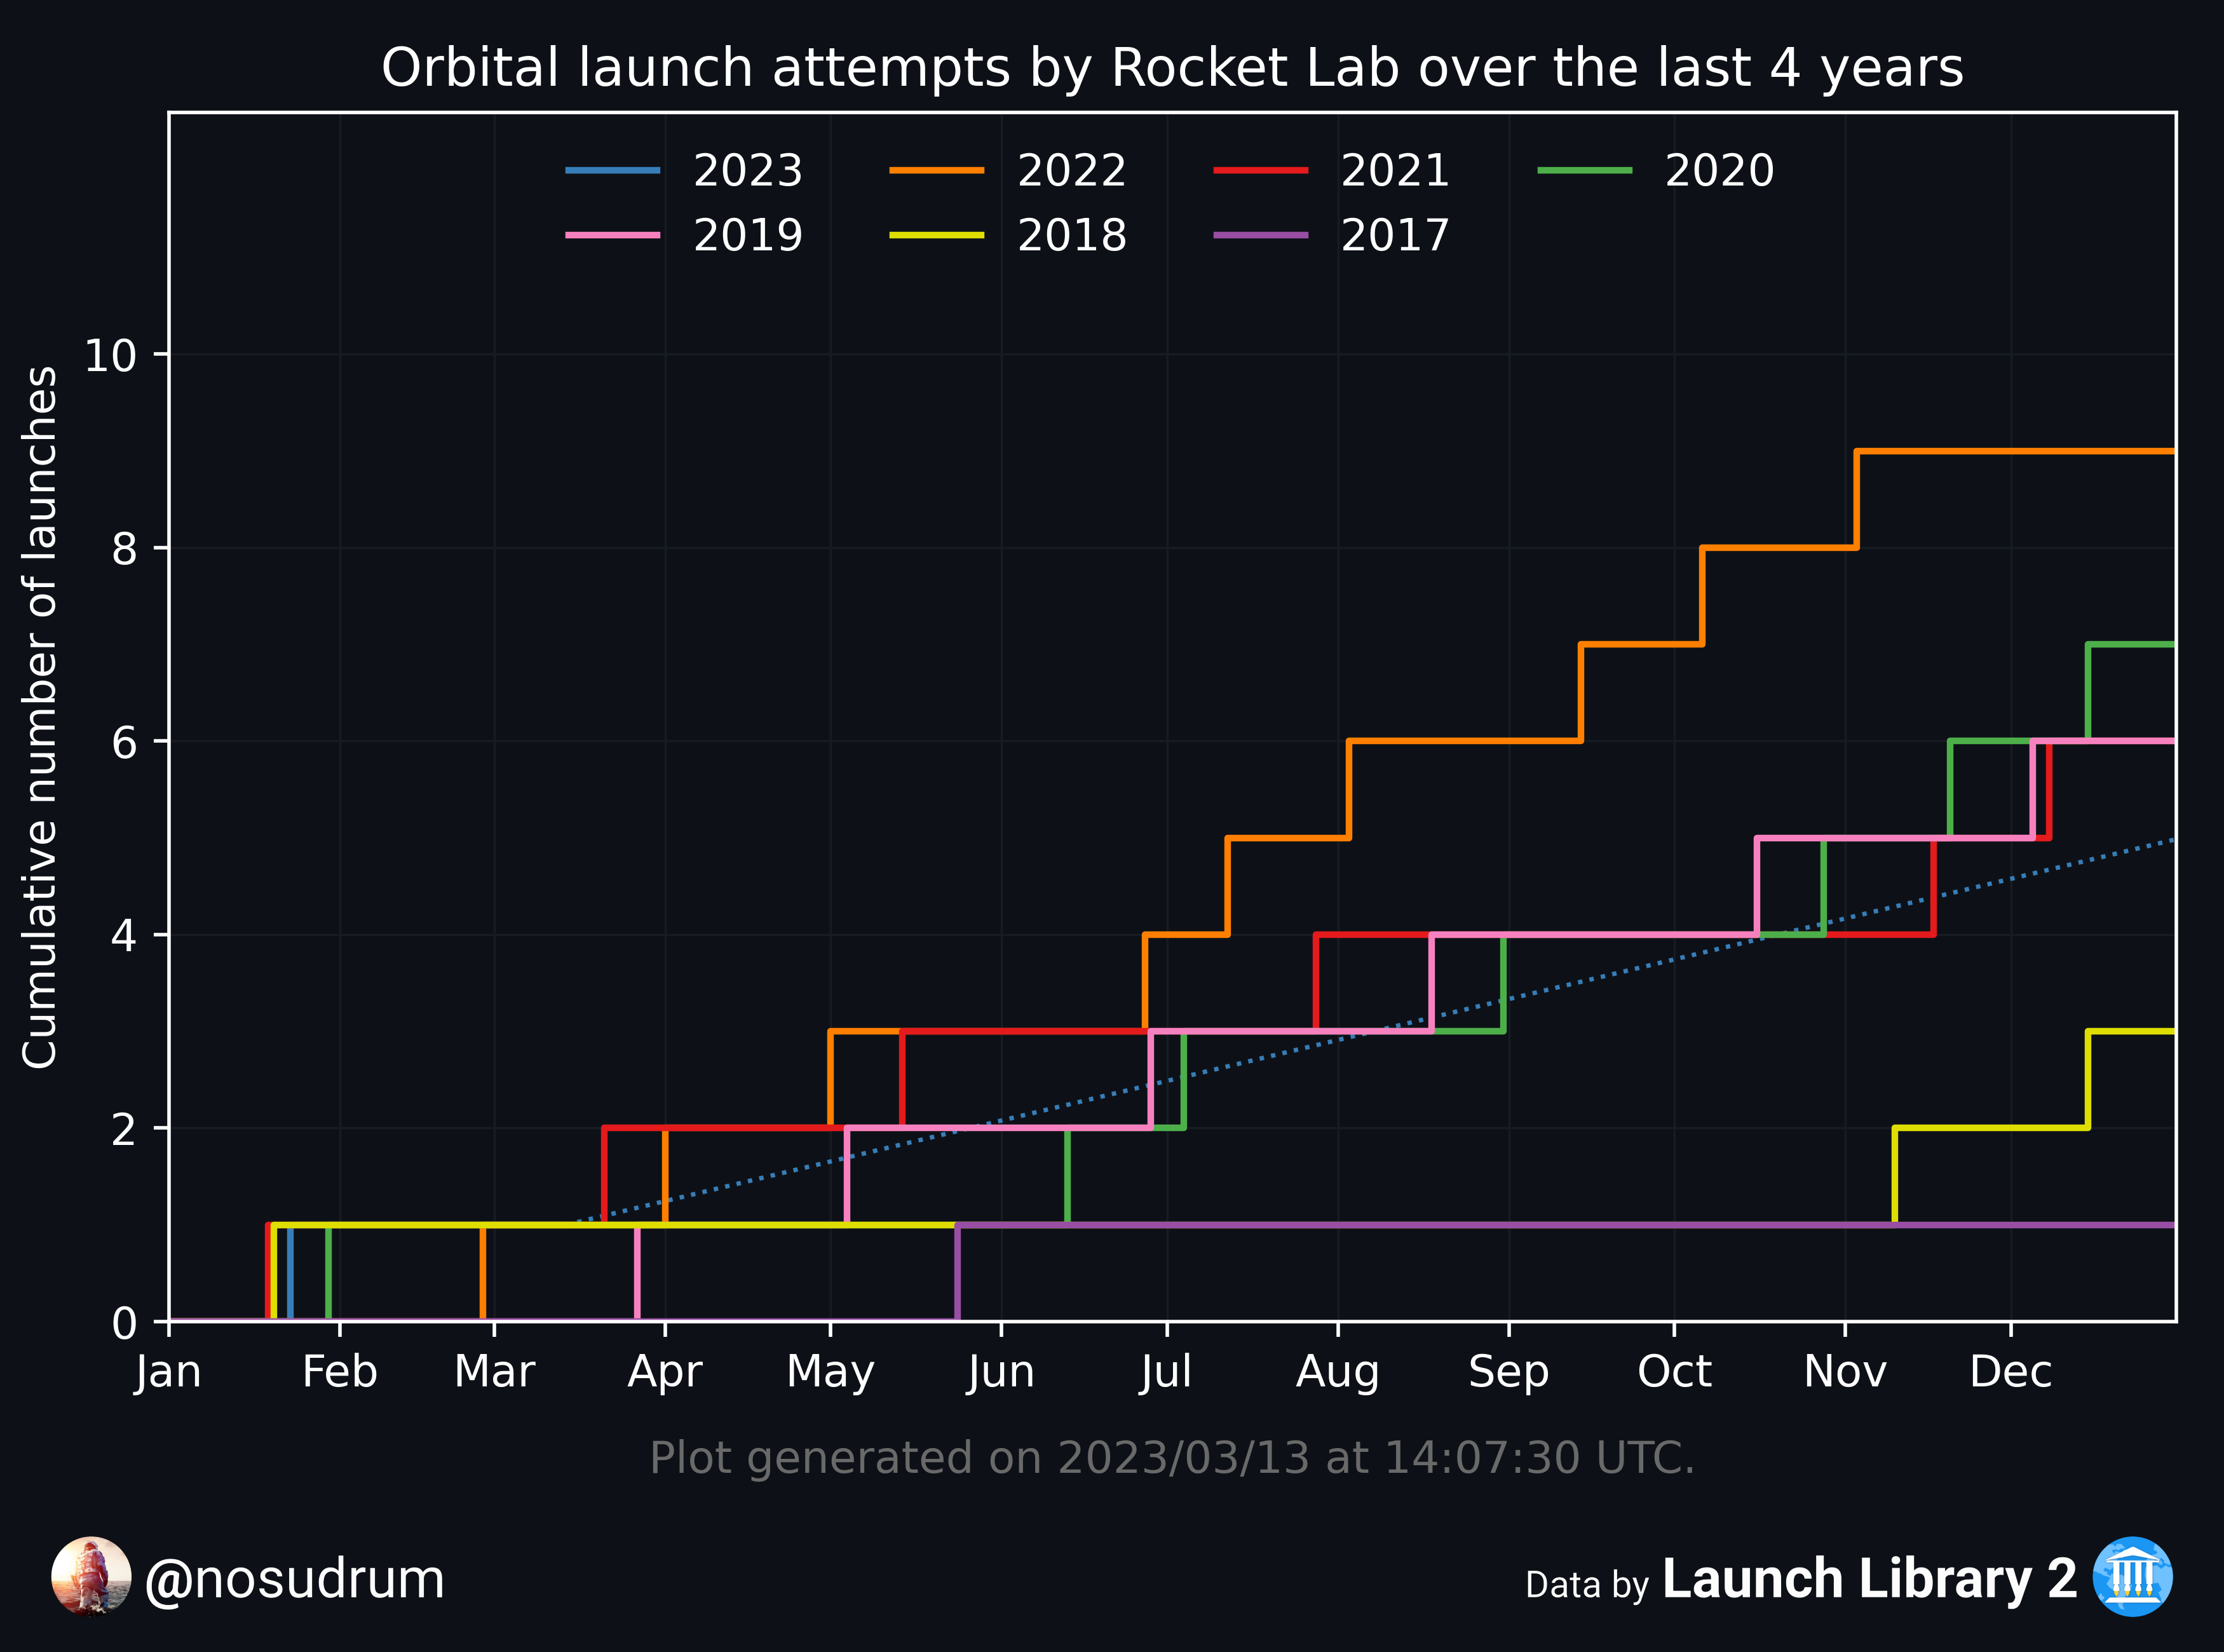 Orbital launch attempts by Rocket Lab over the last 4 years
2023 2022 2021 2020
2019 2018 2017
Cumulative number of launches
10
8
6
4
2
0
Jan Feb Mar Apr May Jun Jul Aug Sep Oct Nov Dec
Plot generated on 2023/03/13 at 14:07:30 UTC.
@nosudrum
Data by Launch Library 2